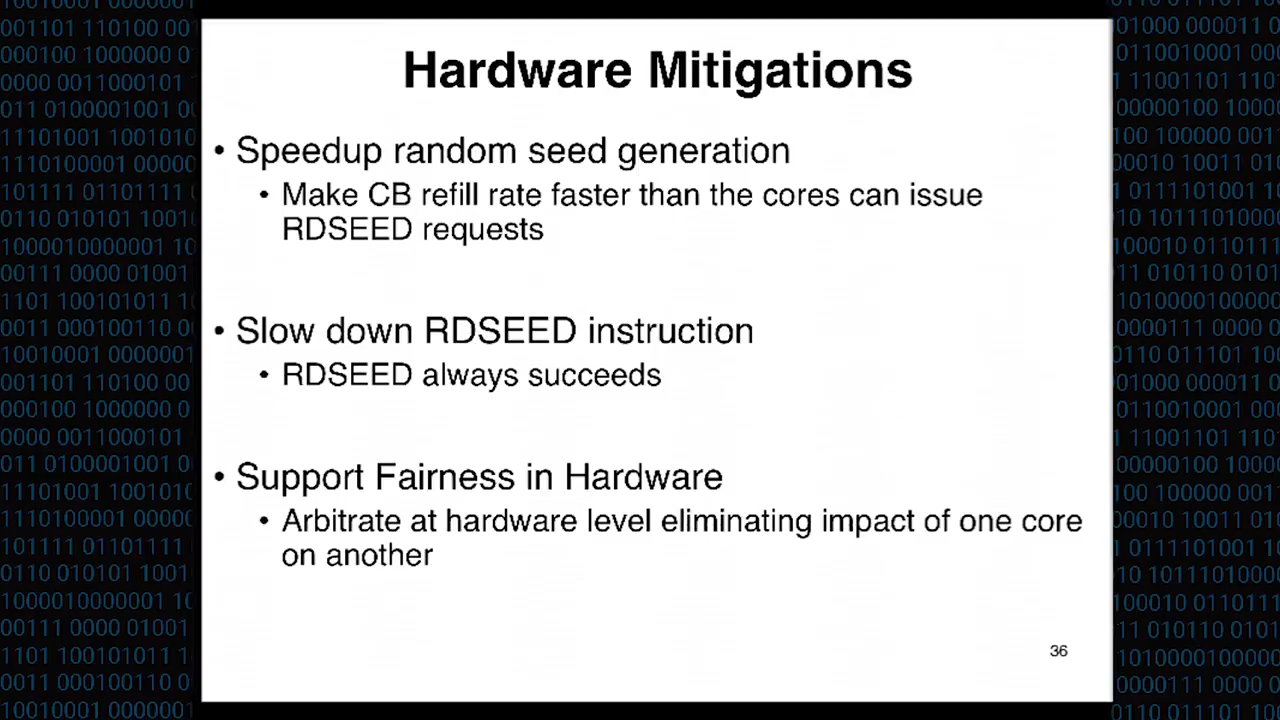 Hardware Mitigations
• Speedup random seed generation
• Make CB refill rate faster than the cores can issue
RDSEED requests
• Slow down RDSEED instruction
• RDSEED always succeeds
• Support Fairness in Hardware
• Arbitrate at hardware level eliminating impact of one core
on another
36